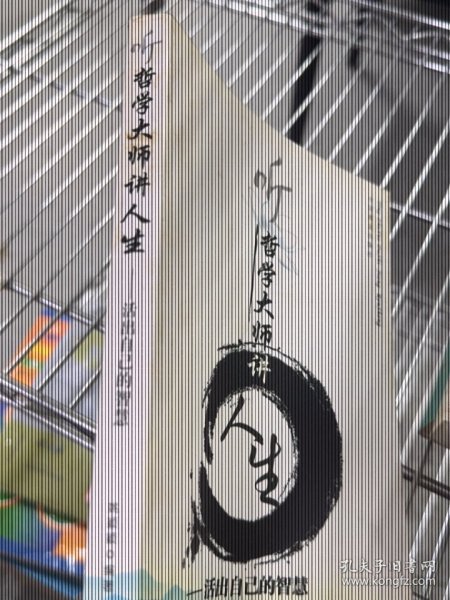 听哲学大师讲人生
——活出自己的智慧
编著
听
哲学大师讲
人生
—活出自己的智慧
孔夫子旧书网
www.kongfz.com